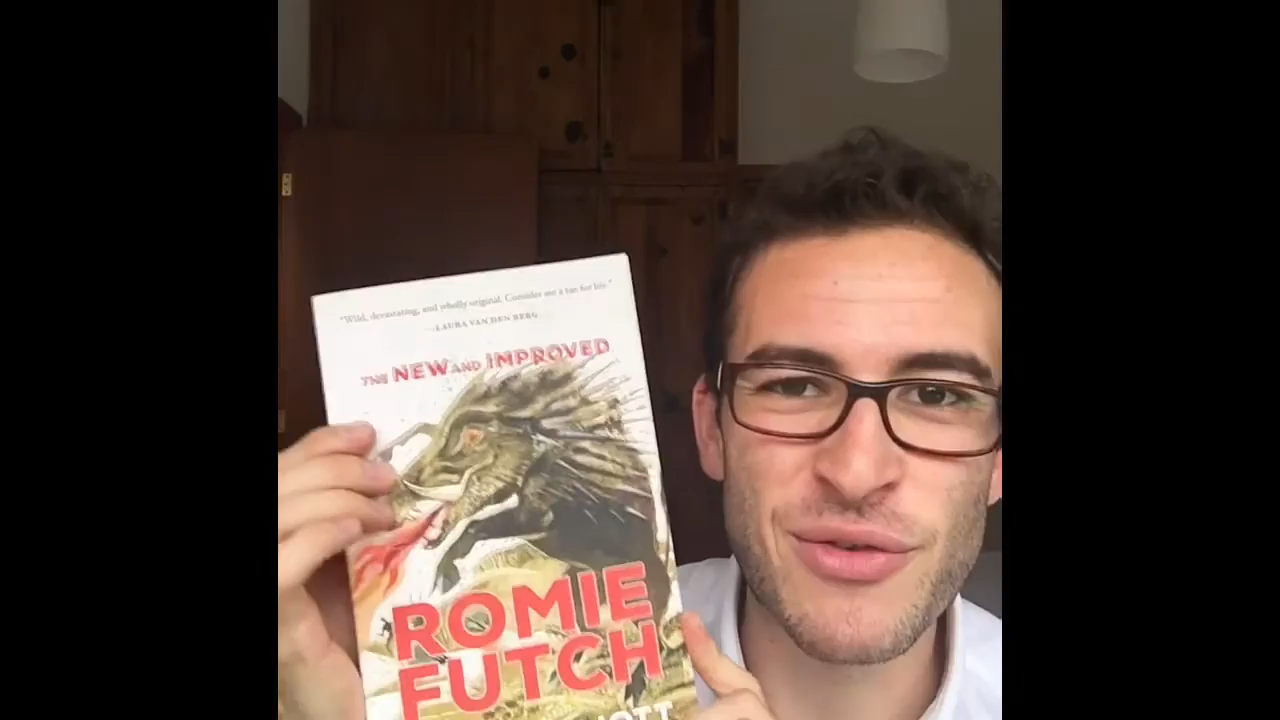 "Wild, devastating, and wholly original. Consider me a fan for life."
—LAURA VAN DEN BERG
THE NEW AND IMPROVED
ROMIE
FUTCH